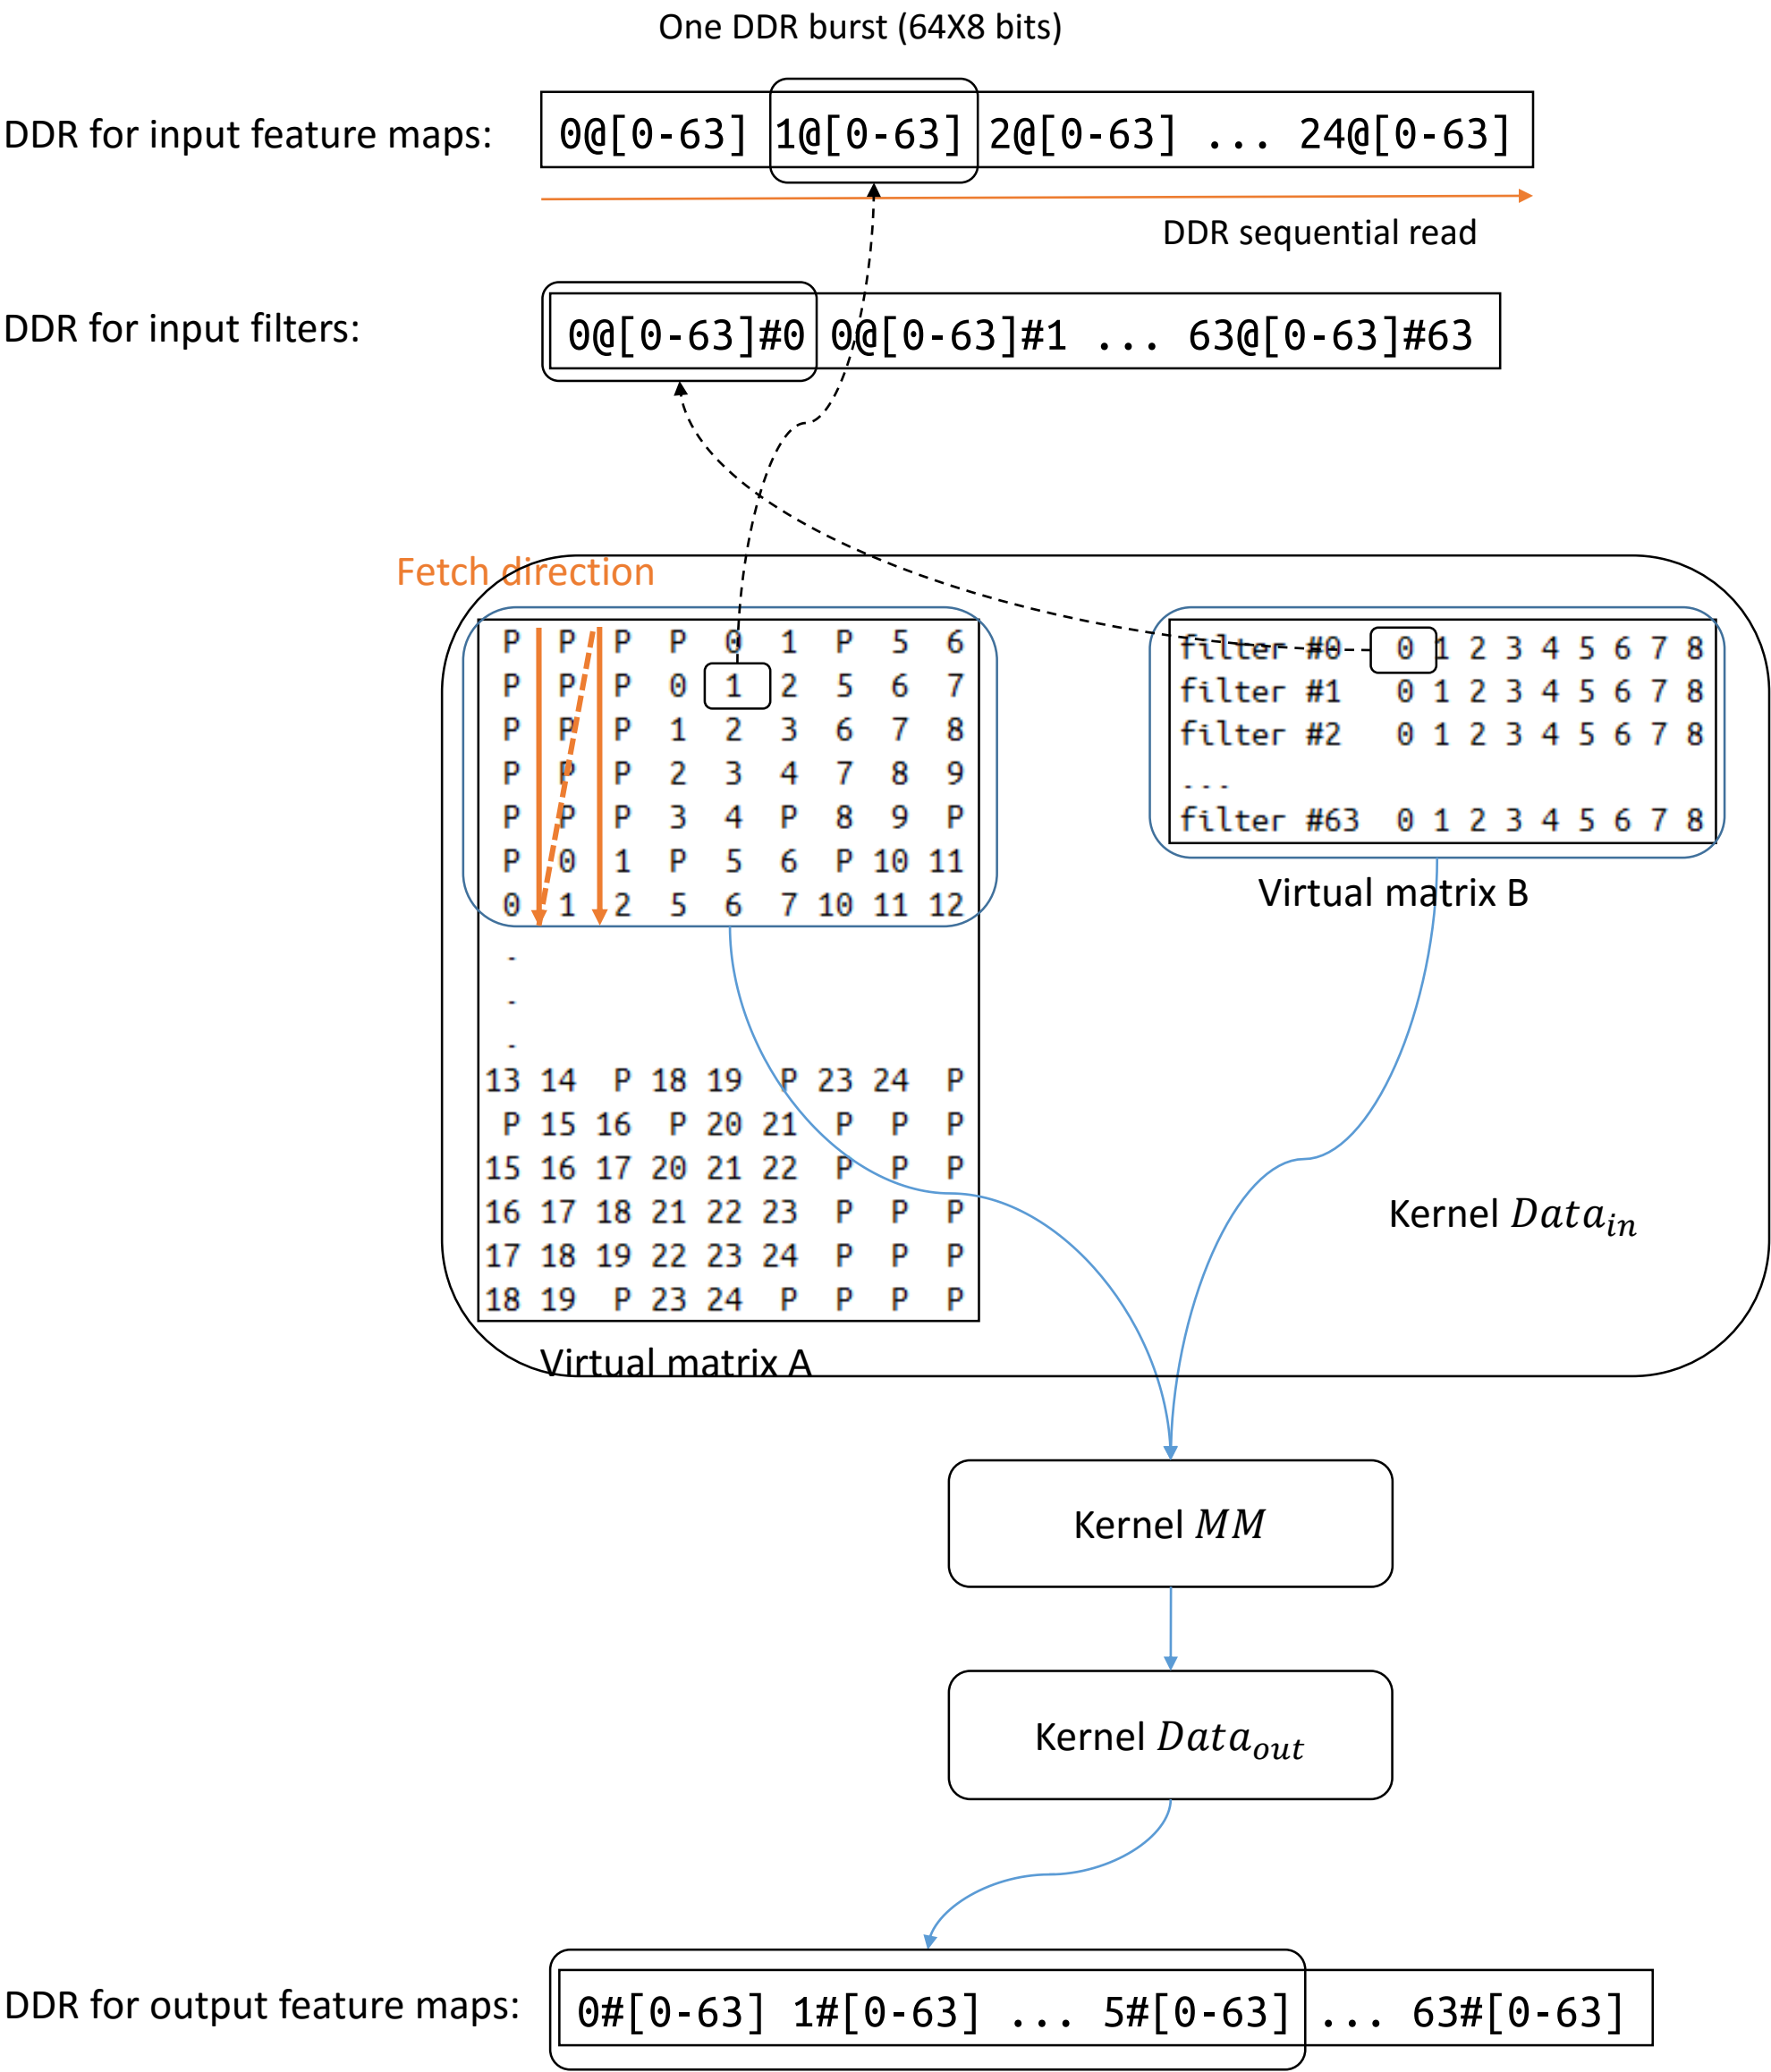 One DDR burst (64X8 bits)
DDR for input feature maps:
0@[0-63] 1@[0-63] 2@[0-63] ... 24@[0-63]
DDR sequential read
DDR for input filters:
0@[0-63]#0 0@[0-63]#1 ... 63@[0-63]#63
Fetch direction
P P P P 0 1 P 5 6
P P P 0 1 2 5 6 7
P P P 1 2 3 6 7 8
P P P 2 3 4 7 8 9
P P P 3 4 P 8 9 P
P 0 1 P 5 6 P 10 11
0 1 2 5 6 7 10 11 12
.
.
.
13 14 P 18 19 P 23 24 P
P 15 16 P 20 21 P P P
15 16 17 20 21 22 P P P
16 17 18 21 22 23 P P P
17 18 19 22 23 24 P P P
18 19 P 23 24 P P P P
Virtual matrix A
filter #0 0 1 2 3 4 5 6 7 8
filter #1 0 1 2 3 4 5 6 7 8
filter #2 0 1 2 3 4 5 6 7 8
...
filter #63 0 1 2 3 4 5 6 7 8
Virtual matrix B
Kernel Data_in
Kernel MM
Kernel Data_out
DDR for output feature maps:
0#[0-63] 1#[0-63] ... 5#[0-63] ... 63#[0-63]